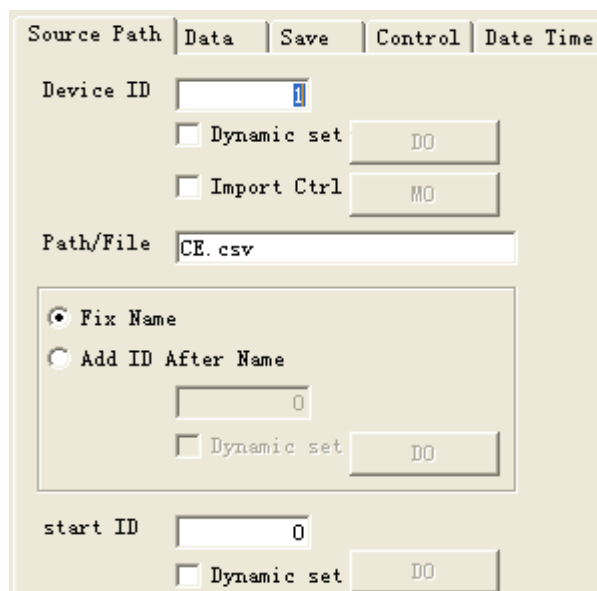 Source Path Data Save Control Date Time
Device ID 1
Dynamic set DO
Import Ctrl MO
Path/File CE.csv
Fix Name
Add ID After Name
0
Dynamic set DO
start ID 0
Dynamic set DO